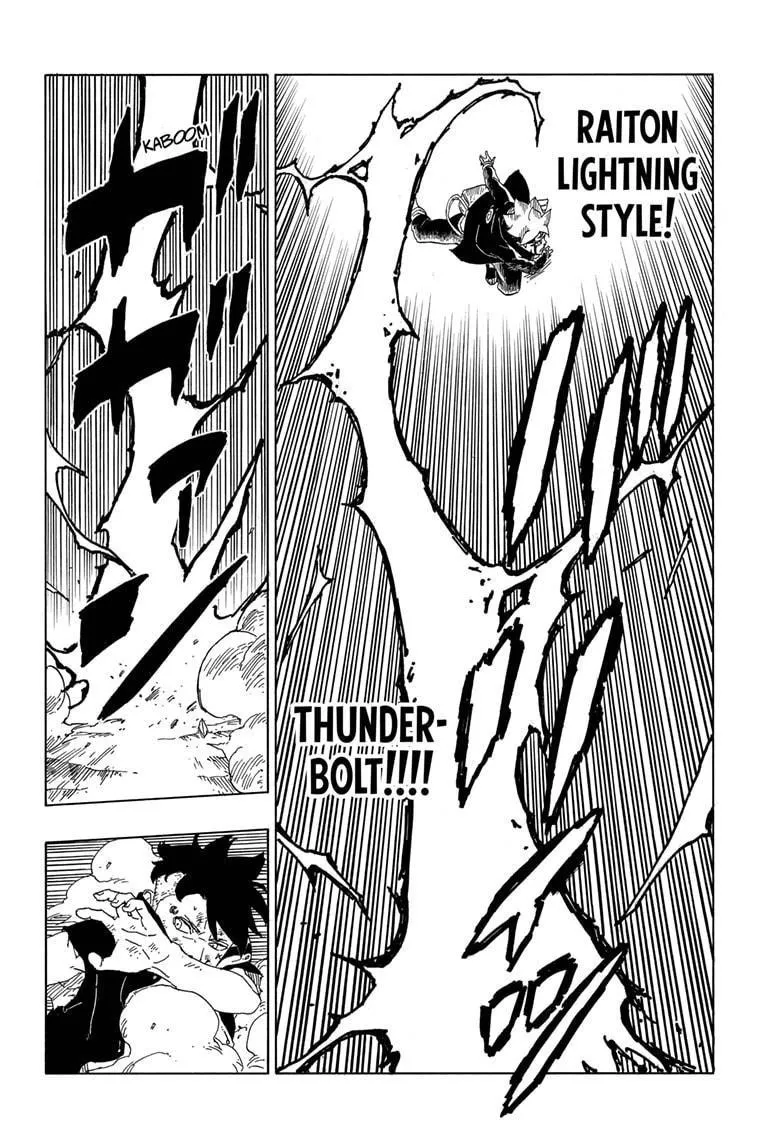 RAITON
LIGHTNING
STYLE!
THUNDER-
BOLT!!!!
KABOOM
ガガァン